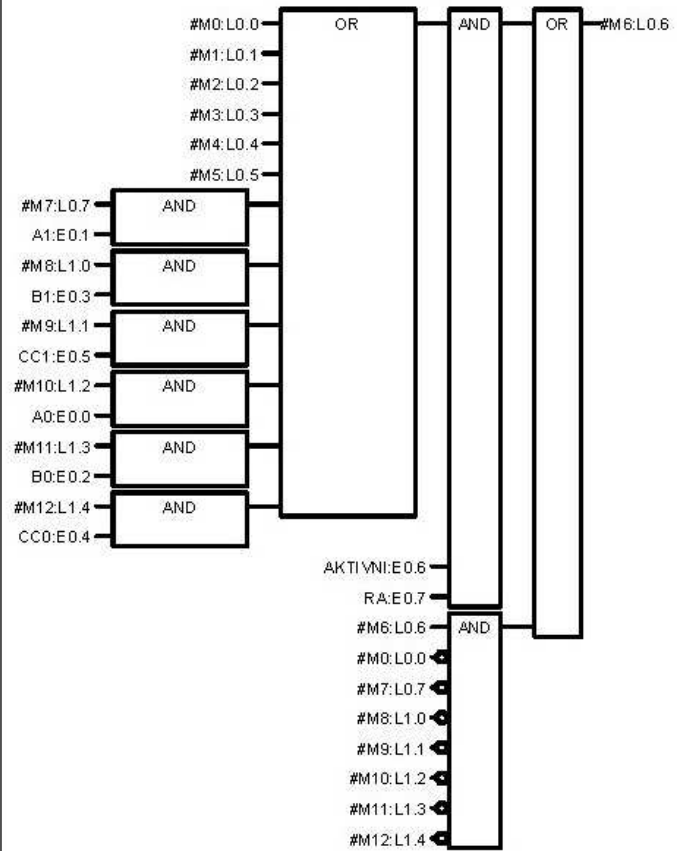 #M0:L0.0 OR AND OR #M6:L0.6
#M1:L0.1
#M2:L0.2
#M3:L0.3
#M4:L0.4
#M5:L0.5
#M7:L0.7 AND
A1:E0.1
#M8:L1.0 AND
B1:E0.3
#M9:L1.1 AND
CC1:E0.5
#M10:L1.2 AND
A0:E0.0
#M11:L1.3 AND
B0:E0.2
#M12:L1.4 AND
CC0:E0.4
AKTIVNI:E0.6
RA:E0.7
#M6:L0.6 AND
#M0:L0.0
#M7:L0.7
#M8:L1.0
#M9:L1.1
#M10:L1.2
#M11:L1.3
#M12:L1.4